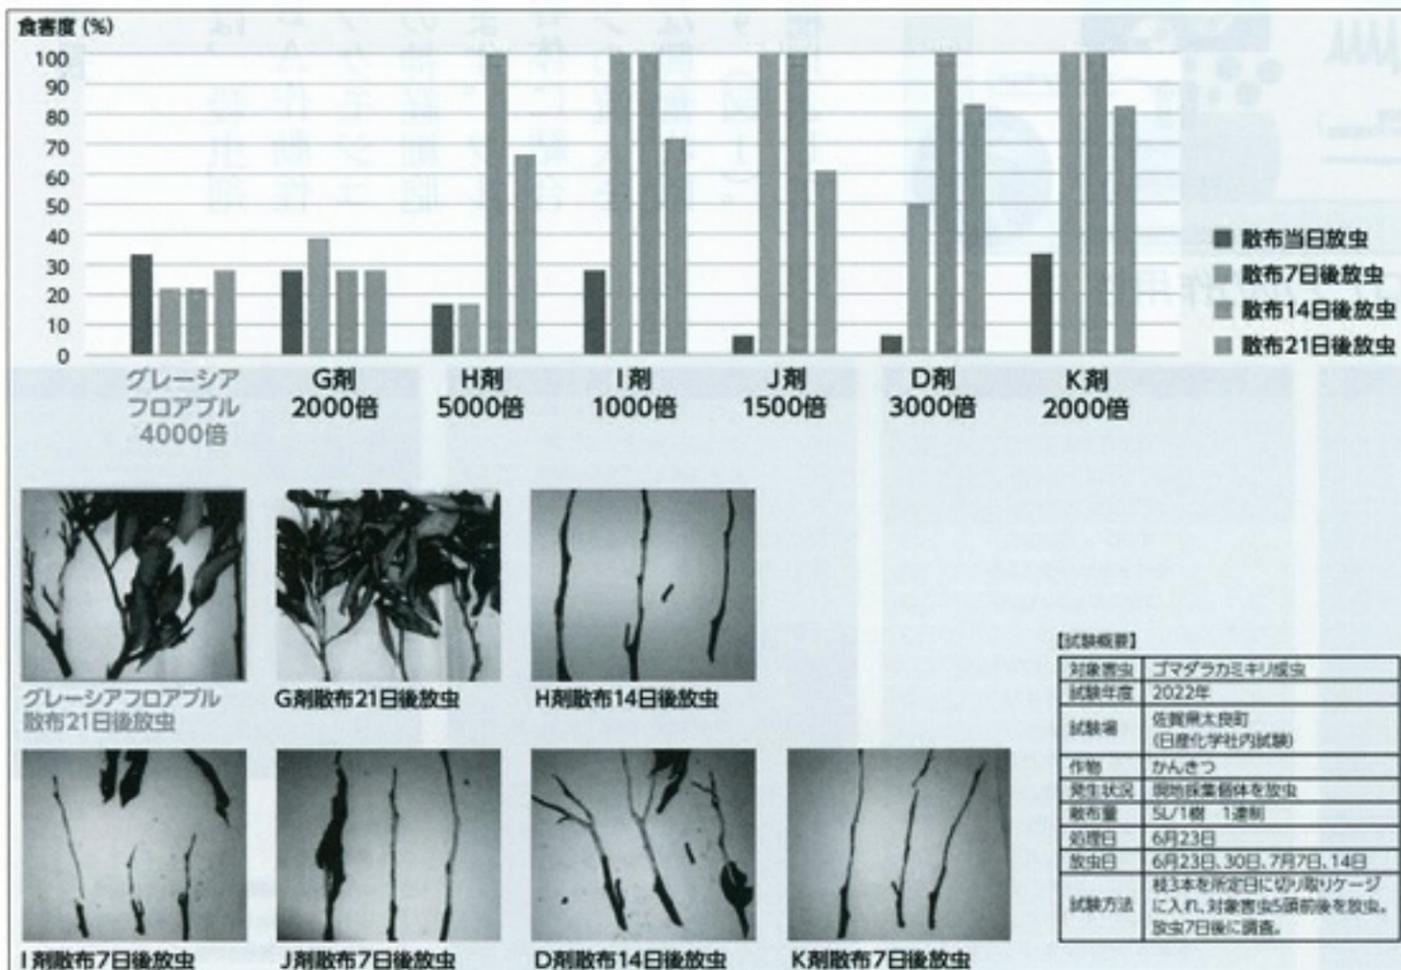 食害度 (%)
100
90
80
70
60
50
40
30
20
10
0
散布当日放虫
散布7日後放虫
散布14日後放虫
散布21日後放虫
グレーシア
フロアブル
4000倍
G剤
2000倍
H剤
5000倍
I剤
1000倍
J剤
1500倍
D剤
3000倍
K剤
2000倍
グレーシアフロアブル
散布21日後放虫
G剤散布21日後放虫
H剤散布14日後放虫
I剤散布7日後放虫
J剤散布7日後放虫
D剤散布14日後放虫
K剤散布7日後放虫
【試験概要】
対象害虫 ゴマダラカミキリ成虫
試験年度 2022年
試験場 佐賀県太良町
(日産化学社内試験)
作物 かんきつ
発生状況 現地採集個体を放虫
散布量 5L/1樹 1連制
処理日 6月23日
放虫日 6月23日、30日、7月7日、14日
試験方法 枝3本を所定日に切り取りケージ
に入れ、対象害虫5頭前後を放虫。
放虫7日後に調査。